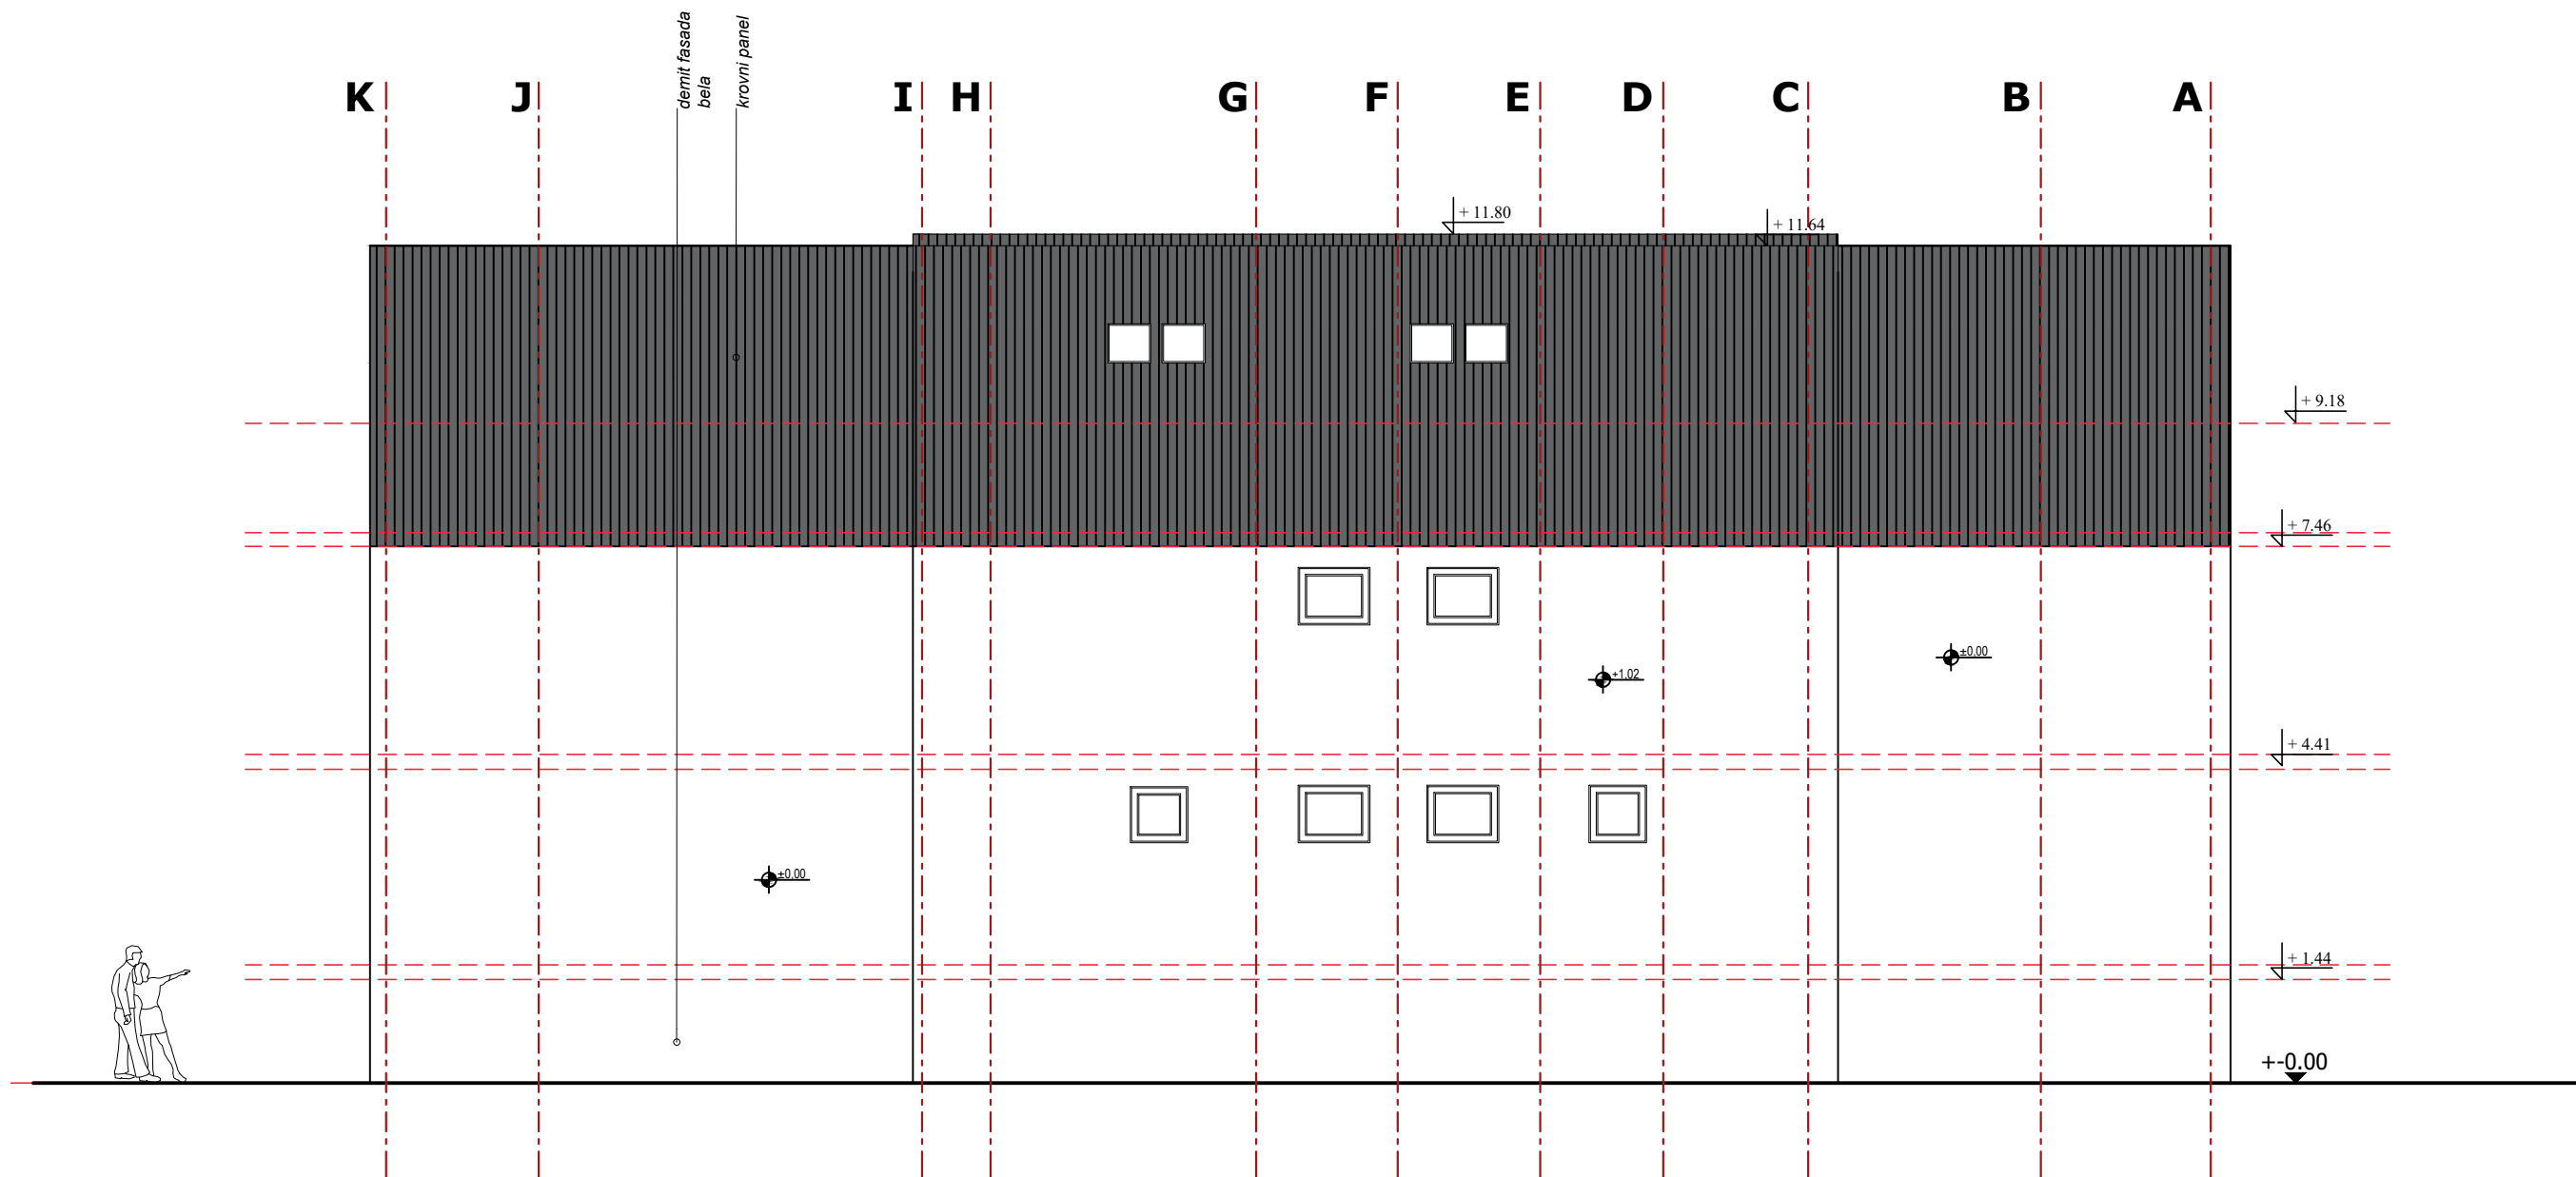 demit fasada
bela
krovni panel
K J I H G F E D C B A
+ 11.80
+ 11.64
+ 9.18
+ 7.46
±0,00
+1,02
+ 4.41
±0,00
+ 1.44
+-0.00